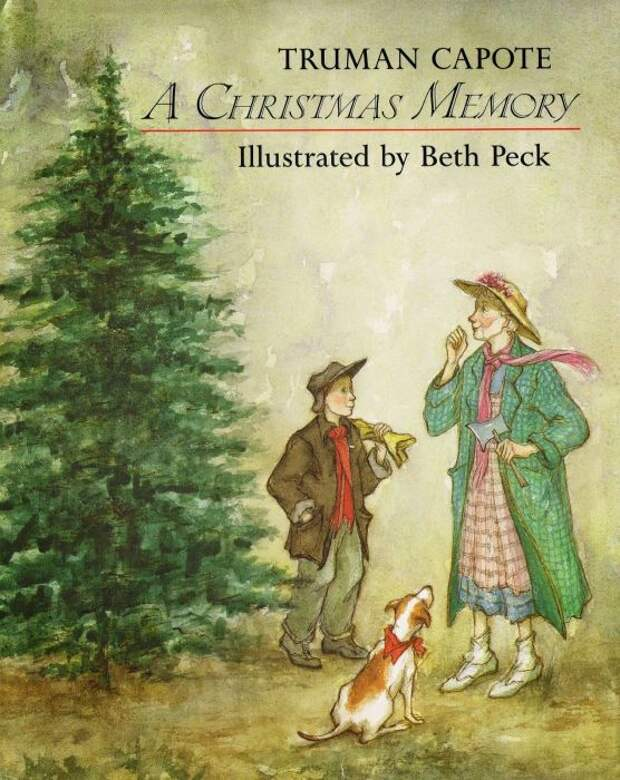 TRUMAN CAPOTE
A CHRISTMAS MEMORY
Illustrated by Beth Peck